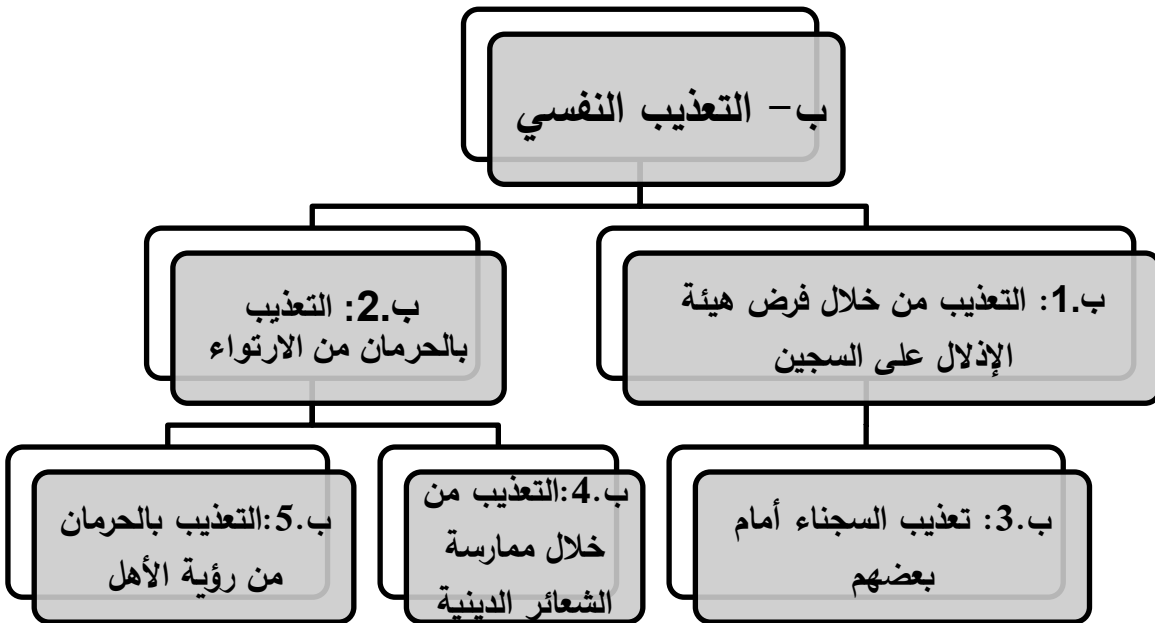 ب- التعذيب النفسي
ب.1: التعذيب من خلال فرض هيئة
الإذلال على السجين
ب.2: التعذيب
بالحرمان من الارتواء
ب.3: تعذيب السجناء أمام
بعضهم
ب.4:التعذيب من
خلال ممارسة
الشعائر الدينية
ب.5:التعذيب بالحرمان
من رؤية الأهل